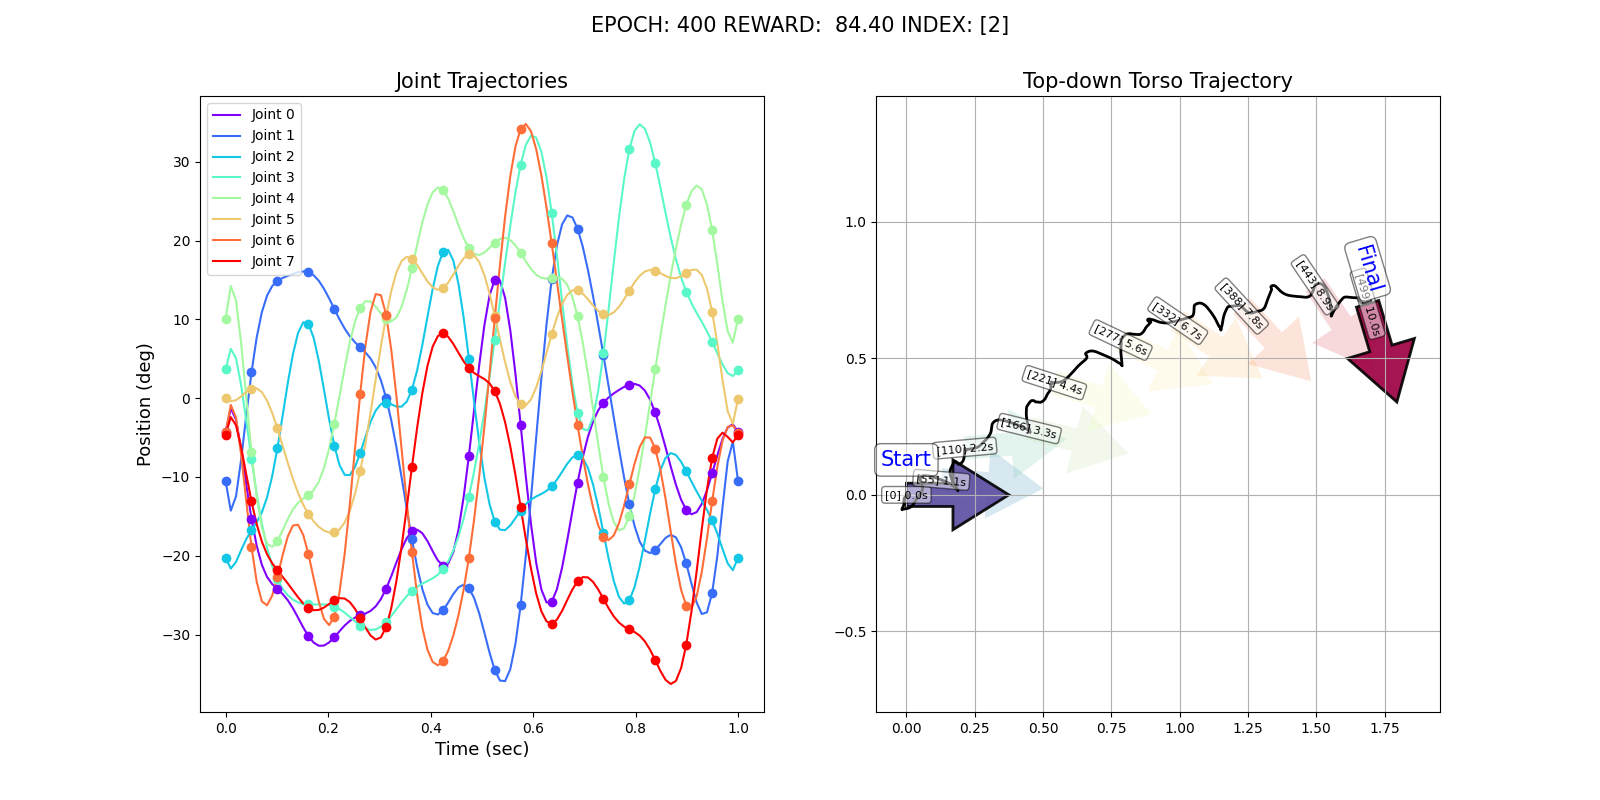 EPOCH: 400 REWARD:  84.40 INDEX: [2]
Joint Trajectories
Joint 0
Joint 1
Joint 2
Joint 3
Joint 4
Joint 5
Joint 6
Joint 7
30
20
10
0
−10
−20
−30
Position (deg)
0.0
0.2
0.4
0.6
0.8
1.0
Time (sec)
Top-down Torso Trajectory
1.0
0.5
0.0
−0.5
0.00
0.25
0.50
0.75
1.00
1.25
1.50
1.75
Start
[0] 0.0s
[55] 1.1s
[110] 2.2s
[166] 3.3s
[221] 4.4s
[277] 5.6s
[332] 6.7s
[388] 7.8s
[443] 8.9s
[499] 10.0s
Final